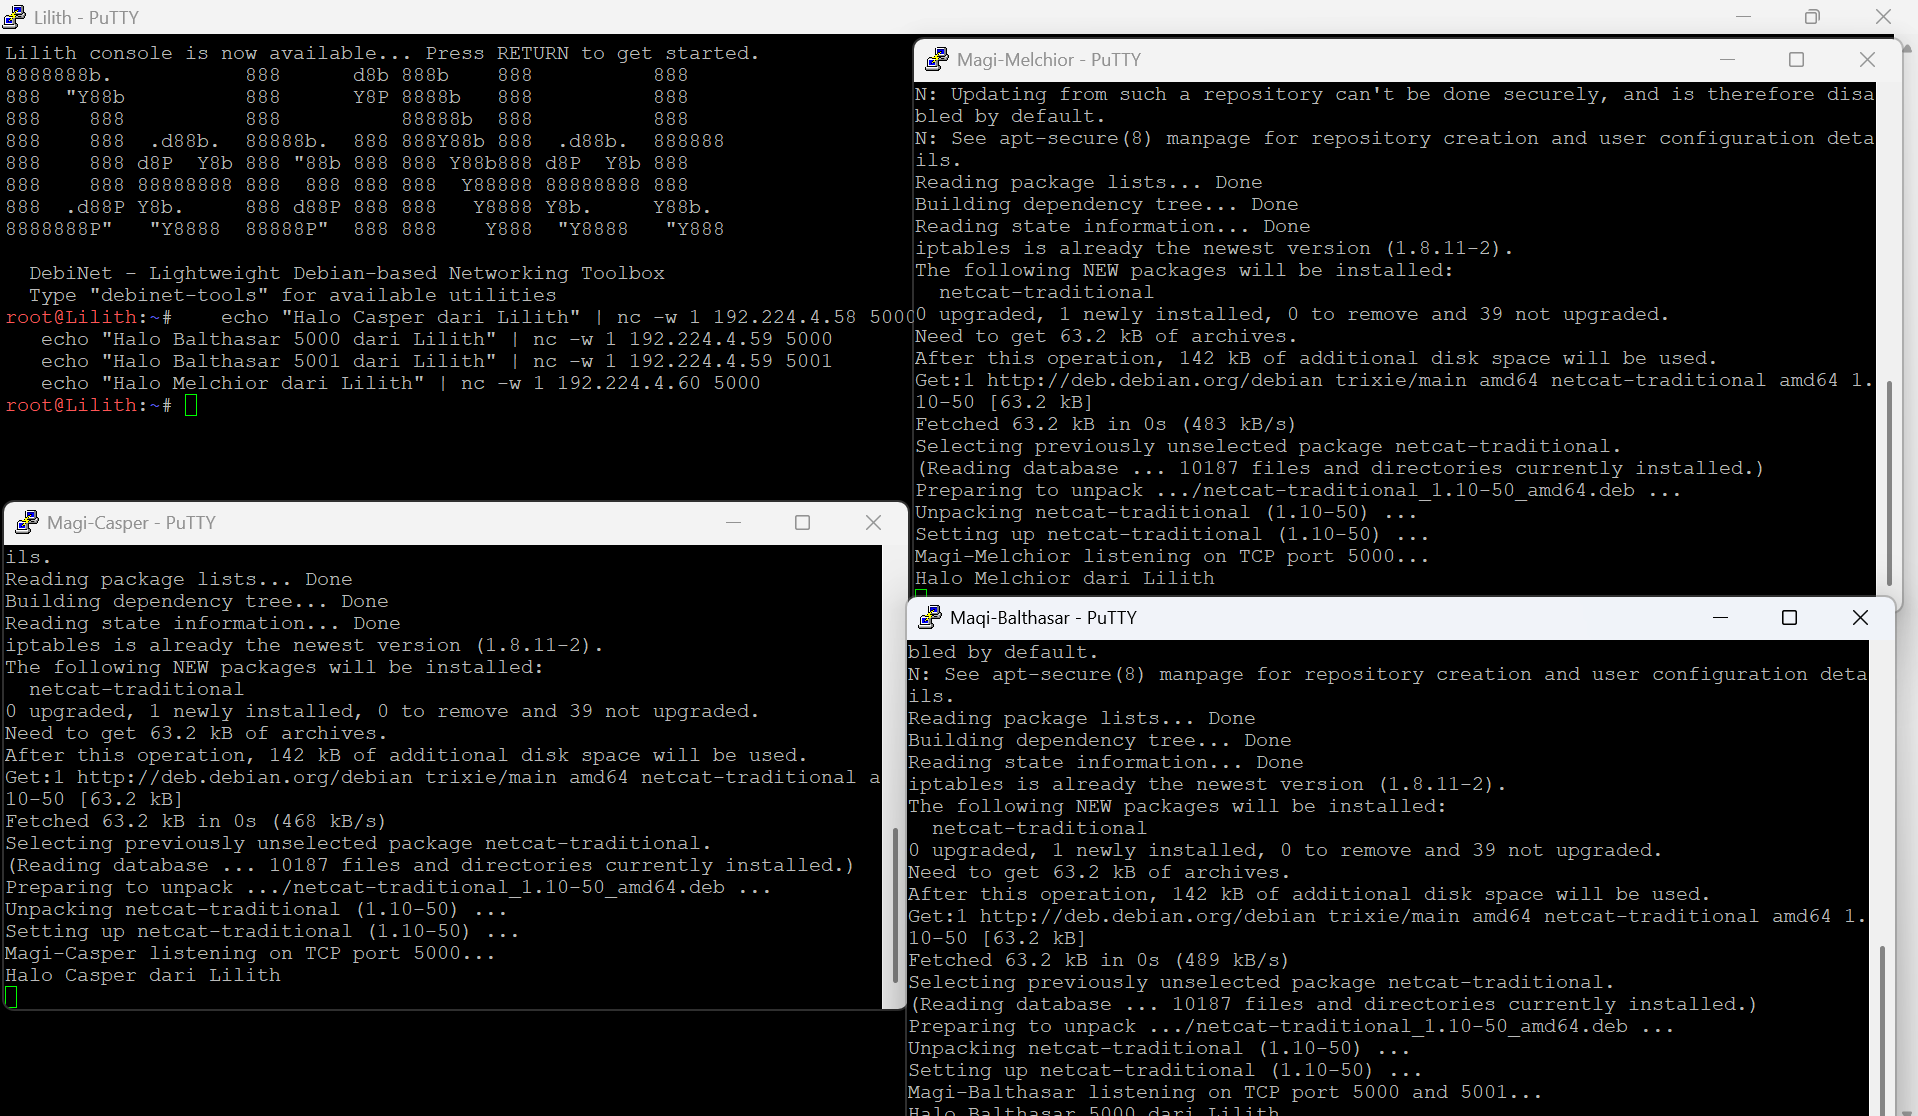 Lilith - PuTTY
Lilith console is now available... Press RETURN to get started.
8888888b.           888      d8b 888b    888          888
888  "Y88b          888      Y8P 8888b   888          888
888    888          888          88888b  888          888
888    888  .d88b.  88888b.  888 888Y88b 888  .d88b.  888888
888    888 d8P  Y8b 888 "88b 888 888 Y88b888 d8P  Y8b 888
888    888 88888888 888  888 888 888  Y88888 88888888 888
888  .d88P Y8b.     888 d88P 888 888   Y8888 Y8b.     Y88b.
8888888P"   "Y8888  88888P"  888 888    Y888  "Y8888   "Y888
DebiNet - Lightweight Debian-based Networking Toolbox
Type "debinet-tools" for available utilities
root@Lilith:~#    echo "Halo Casper dari Lilith" | nc -w 1 192.224.4.58 5000
echo "Halo Balthasar 5000 dari Lilith" | nc -w 1 192.224.4.59 5000
echo "Halo Balthasar 5001 dari Lilith" | nc -w 1 192.224.4.59 5001
echo "Halo Melchior dari Lilith" | nc -w 1 192.224.4.60 5000
root@Lilith:~#
Magi-Melchior - PuTTY
N: Updating from such a repository can't be done securely, and is therefore disa
bled by default.
N: See apt-secure(8) manpage for repository creation and user configuration deta
ils.
Reading package lists... Done
Building dependency tree... Done
Reading state information... Done
iptables is already the newest version (1.8.11-2).
The following NEW packages will be installed:
netcat-traditional
0 upgraded, 1 newly installed, 0 to remove and 39 not upgraded.
Need to get 63.2 kB of archives.
After this operation, 142 kB of additional disk space will be used.
Get:1 http://deb.debian.org/debian trixie/main amd64 netcat-traditional amd64 1.
10-50 [63.2 kB]
Fetched 63.2 kB in 0s (483 kB/s)
Selecting previously unselected package netcat-traditional.
(Reading database ... 10187 files and directories currently installed.)
Preparing to unpack .../netcat-traditional_1.10-50_amd64.deb ...
Unpacking netcat-traditional (1.10-50) ...
Setting up netcat-traditional (1.10-50) ...
Magi-Melchior listening on TCP port 5000...
Halo Melchior dari Lilith
Magi-Casper - PuTTY
ils.
Reading package lists... Done
Building dependency tree... Done
Reading state information... Done
iptables is already the newest version (1.8.11-2).
The following NEW packages will be installed:
netcat-traditional
0 upgraded, 1 newly installed, 0 to remove and 39 not upgraded.
Need to get 63.2 kB of archives.
After this operation, 142 kB of additional disk space will be used.
Get:1 http://deb.debian.org/debian trixie/main amd64 netcat-traditional a
10-50 [63.2 kB]
Fetched 63.2 kB in 0s (468 kB/s)
Selecting previously unselected package netcat-traditional.
(Reading database ... 10187 files and directories currently installed.)
Preparing to unpack .../netcat-traditional_1.10-50_amd64.deb ...
Unpacking netcat-traditional (1.10-50) ...
Setting up netcat-traditional (1.10-50) ...
Magi-Casper listening on TCP port 5000...
Halo Casper dari Lilith
Maqi-Balthasar - PuTTY
bled by default.
N: See apt-secure(8) manpage for repository creation and user configuration deta
ils.
Reading package lists... Done
Building dependency tree... Done
Reading state information... Done
iptables is already the newest version (1.8.11-2).
The following NEW packages will be installed:
netcat-traditional
0 upgraded, 1 newly installed, 0 to remove and 39 not upgraded.
Need to get 63.2 kB of archives.
After this operation, 142 kB of additional disk space will be used.
Get:1 http://deb.debian.org/debian trixie/main amd64 netcat-traditional amd64 1.
10-50 [63.2 kB]
Fetched 63.2 kB in 0s (489 kB/s)
Selecting previously unselected package netcat-traditional.
(Reading database ... 10187 files and directories currently installed.)
Preparing to unpack .../netcat-traditional_1.10-50_amd64.deb ...
Unpacking netcat-traditional (1.10-50) ...
Setting up netcat-traditional (1.10-50) ...
Magi-Balthasar listening on TCP port 5000 and 5001...
Halo Balthasar 5000 dari Lilith